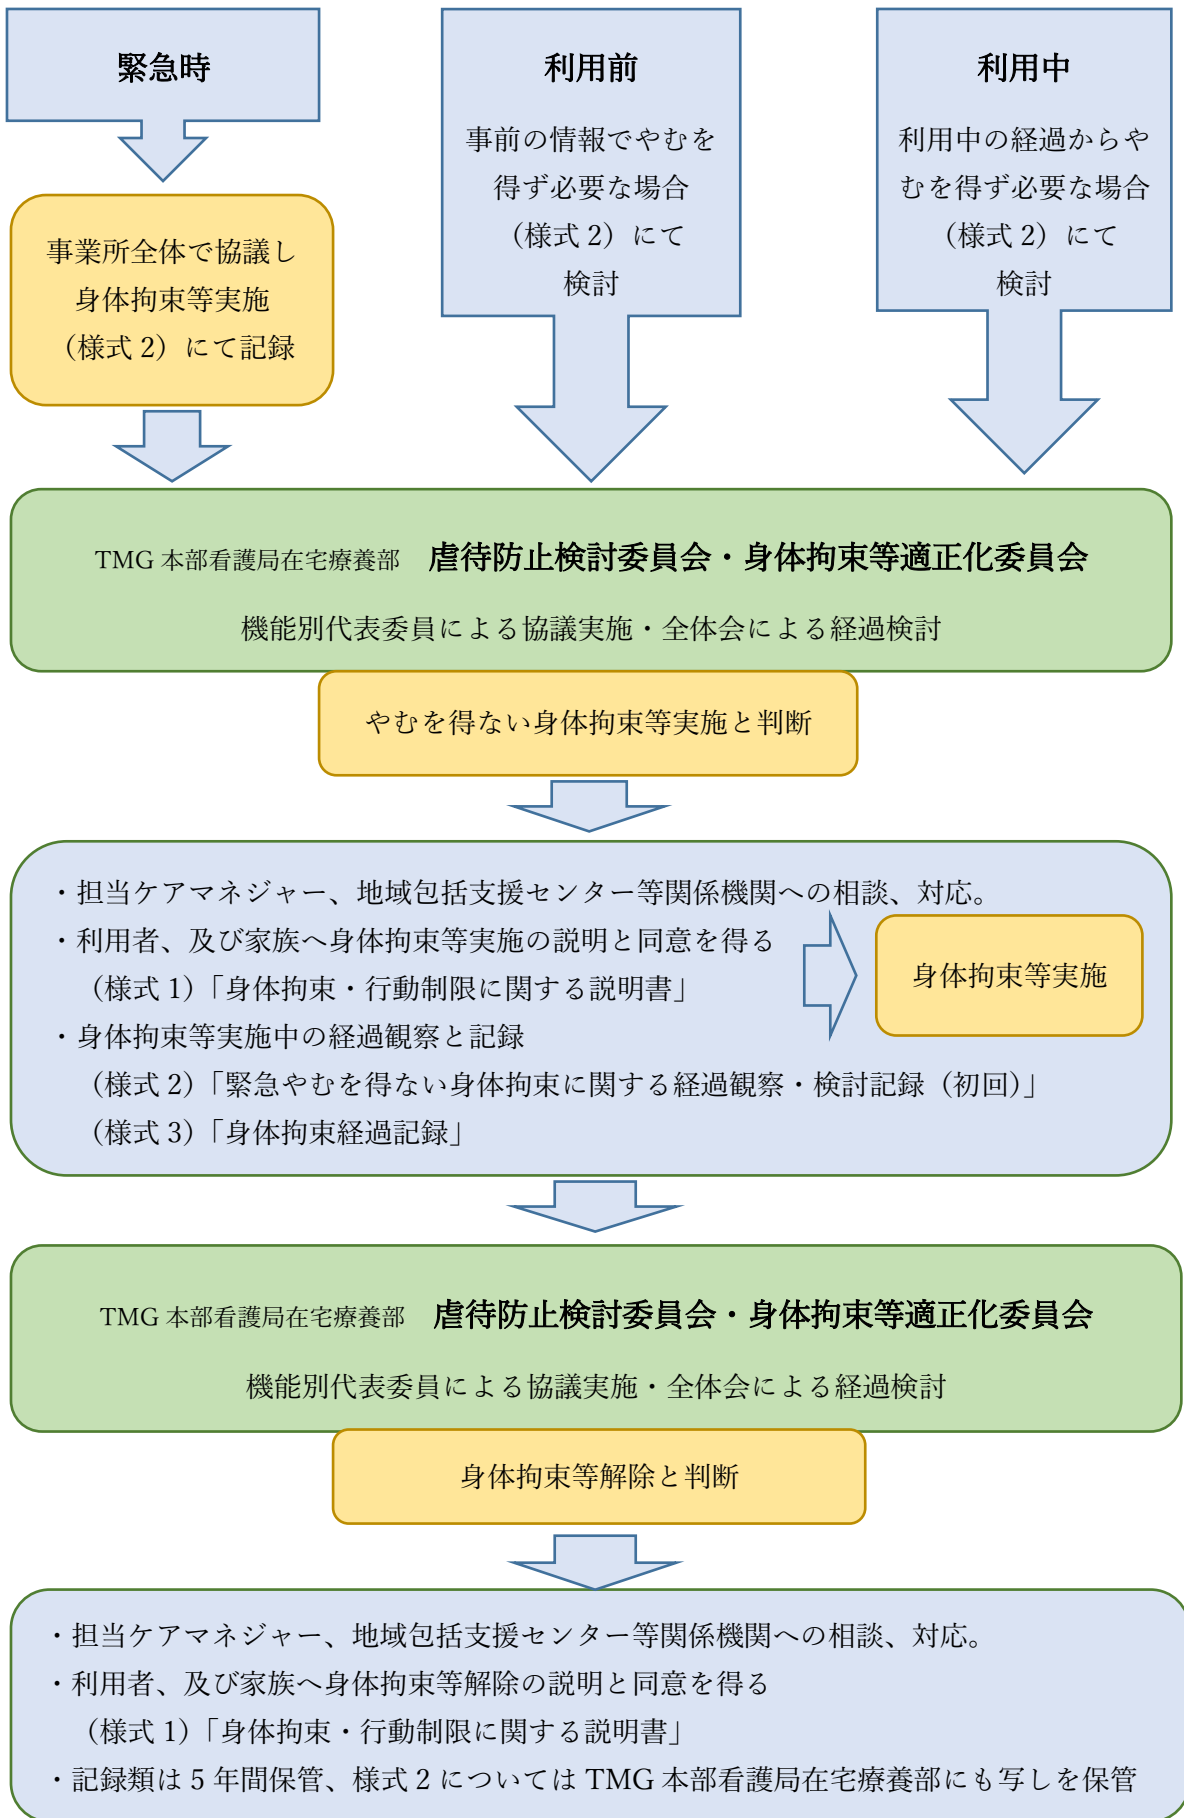 緊急時
事業所全体で協議し
身体拘束等実施
（様式 2）にて記録
利用前
事前の情報でやむを
得ず必要な場合
（様式 2）にて
検討
利用中
利用中の経過からや
むを得ず必要な場合
（様式 2）にて
検討
TMG 本部看護局在宅療養部　虐待防止検討委員会・身体拘束等適正化委員会
機能別代表委員による協議実施・全体会による経過検討
やむを得ない身体拘束等実施と判断
・担当ケアマネジャー、地域包括支援センター等関係機関への相談、対応。
・利用者、及び家族へ身体拘束等実施の説明と同意を得る
（様式 1）「身体拘束・行動制限に関する説明書」
・身体拘束等実施中の経過観察と記録
（様式 2）「緊急やむを得ない身体拘束に関する経過観察・検討記録（初回）」
（様式 3）「身体拘束経過記録」
身体拘束等実施
TMG 本部看護局在宅療養部　虐待防止検討委員会・身体拘束等適正化委員会
機能別代表委員による協議実施・全体会による経過検討
身体拘束等解除と判断
・担当ケアマネジャー、地域包括支援センター等関係機関への相談、対応。
・利用者、及び家族へ身体拘束等解除の説明と同意を得る
（様式 1）「身体拘束・行動制限に関する説明書」
・記録類は 5 年間保管、様式 2 については TMG 本部看護局在宅療養部にも写しを保管